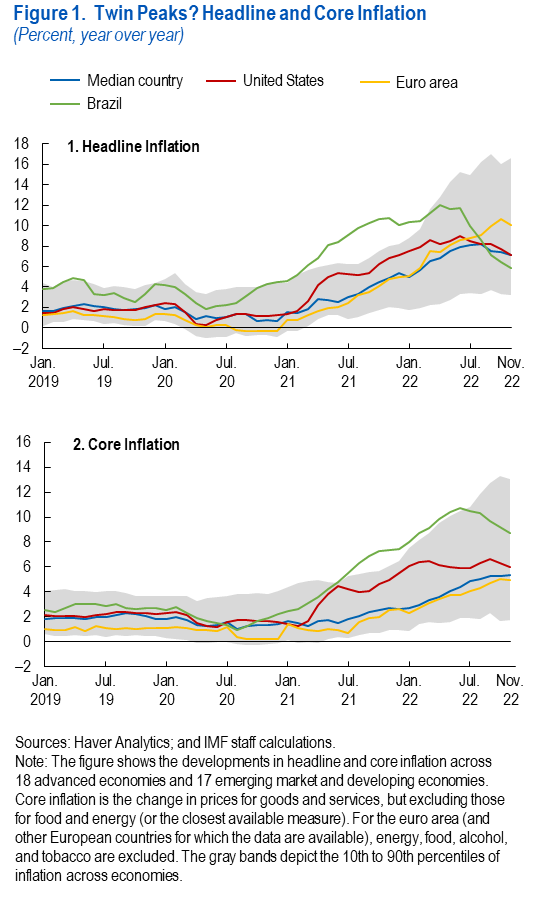 Figure 1. Twin Peaks? Headline and Core Inflation
(Percent, year over year)
Median country
United States
Euro area
Brazil
1. Headline Inflation
18
16
14
12
10
8
6
4
2
0
–2
Jan. 2019
Jul. 19
Jan. 20
Jul. 20
Jan. 21
Jul. 21
Jan. 22
Jul. 22
Nov. 22
2. Core Inflation
16
14
12
10
8
6
4
2
0
–2
Jan. 2019
Jul. 19
Jan. 20
Jul. 20
Jan. 21
Jul. 21
Jan. 22
Jul. 22
Nov. 22
Sources: Haver Analytics; and IMF staff calculations.
Note: The figure shows the developments in headline and core inflation across
18 advanced economies and 17 emerging market and developing economies.
Core inflation is the change in prices for goods and services, but excluding those
for food and energy (or the closest available measure). For the euro area (and
other European countries for which the data are available), energy, food, alcohol,
and tobacco are excluded. The gray bands depict the 10th to 90th percentiles of
inflation across economies.